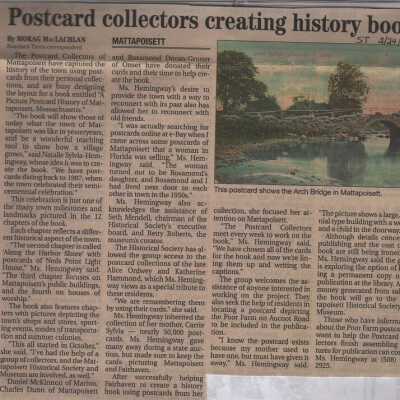 Postcard collectors creating history boo
ST
By MORAG MacLACHLAN
Standard-Times correspondent
MATTAPOISETT
The Postcard Collectors of
Mattapoisett have captured the
history of the town using post-
cards from their personal collec-
tions, and are busy designing
the layout for a book entitled "A
Picture Postcard History of Mat-
tapoisett, Massachusetts."
"The book will show those of
today what the town of Mat-
tapoisett was like in yesteryear,
and be a wonderful teaching
tool to show how a village
grows," said Natalie Sylvia-Hem-
ingway, whose idea it was to cre-
ate the book. "We have post-
cards dating back to 1907, when
the town celebrated their semi-
centennial celebration."
This celebration is just one of
the many town milestones and
landmarks pictured in the 12
chapters of the book.
Each chapter reflects a differ-
ent historical aspect of the town.
"The second chapter is called
'Along the Harbor Shore' with
postcards of 'Neds Point Light
House,'" Ms. Hemingway said.
"The third chapter focuses on
Mattapoisett's public buildings,
and the fourth on houses of
worship."
The book also features chap-
ters with pictures depicting the
town's shops and stores, sport-
ing events, modes of transporta-
tion and summer colonies.
"This all started in October,"
she said. "I've had the help of a
group of collectors, and the Mat-
tapoisett Historical Society and
Museum are involved, as well."
Daniel McKinnon of Marion,
Charles Dunn of Mattapoisett
and Rosamond Doran-Grosser
of Onset have donated their
cards and their time to help cre-
ate the book.
Ms. Hemingway's desire to
provide the town with a way to
reconnect with its past also has
allowed her to reconnect with
old friends.
"I was actually searching for
postcards online at e-Bay when I
came across some postcards of
Mattapoisett that a woman in
Florida was selling," Ms. Hem-
ingway said. "The woman
turned out to be Rosamond's
daughter, and Rosamond and I
had lived next door to each
other in town in the 1950s."
Ms. Hemingway also ac-
knowledges the assistance of
Seth Mendell, chairman of the
Historical Society's executive
board, and Betty Roberts, the
museum's curator.
The Historical Society has al-
lowed the group access to the
postcard collections of the late
Alice Ordway and Katherine
Hammond, which Ms. Heming-
way views as a special tribute to
these residents.
"We are remembering them
by using their cards," she said.
Ms. Hemingway inherited the
collection of her mother, Carrie
Sylvia — nearly 50,000 post-
cards. Ms. Hemingway gave
many away during a state auc-
tion, but made sure to keep the
cards picturing Mattapoisett
and Fairhaven.
After successfully helping
Fairhaven to create a history
book using postcards from her
This postcard shows the Arch Bridge in Mattapoisett.
collection, she focused her at-
tention on Mattapoisett.
"The Postcard Collectors
meet every week to work on the
book," Ms. Hemingway said.
"We have chosen all of the cards
for the book and now we're lin-
ing them up and writing the
captions."
The group welcomes the as-
sistance of anyone interested in
working on the project. They
also seek the help of residents in
locating a postcard depicting
the Poor Farm on Aucoot Road
to be included in the publica-
tion.
"I know the postcard exists
because my mother used to
have one, but must have given it
away," Ms. Hemingway said.
"The picture shows a large,
tial type building with a w
and a child in the doorway
Although details conce
publishing and the cost o
are still being
Ms. Hemingway said the g
is exploring the option of
ing a permanent copy o
publication at the library. A
money procured from sal
the book will go to the
tapoisett Historical Society
Museum.
Those who have inform
about the Poor Farm postca
want to help the Postcard
lectors finish assembling
tures for publication can co
Ms. Hemingway is (508)
2925.